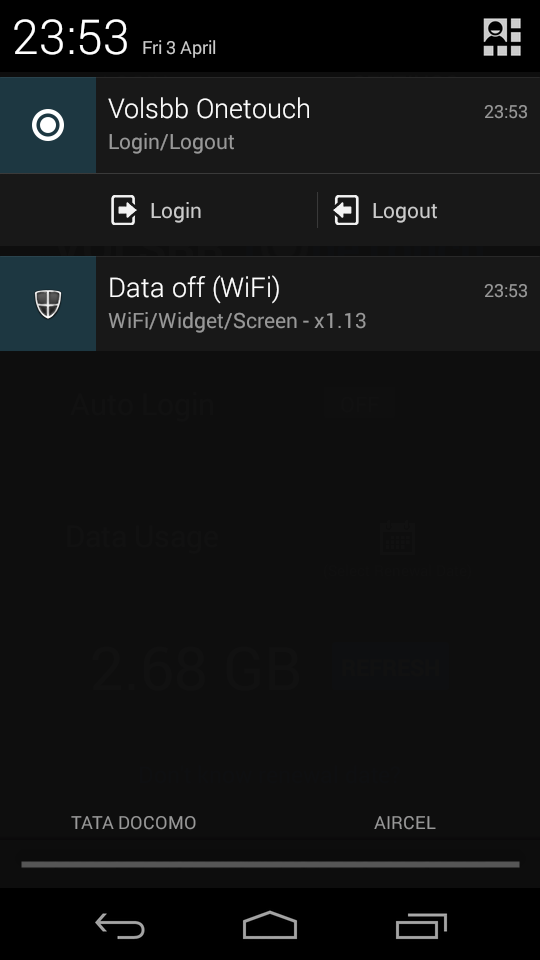 23:53 Fri 3 April
Volsbb Onetouch 23:53
Login/Logout
Login Logout
Data off (WiFi) 23:53
WiFi/Widget/Screen - x1.13
Auto Login
Data Usage
2.68 GB REFRESH
TATA DOCOMO AIRCEL